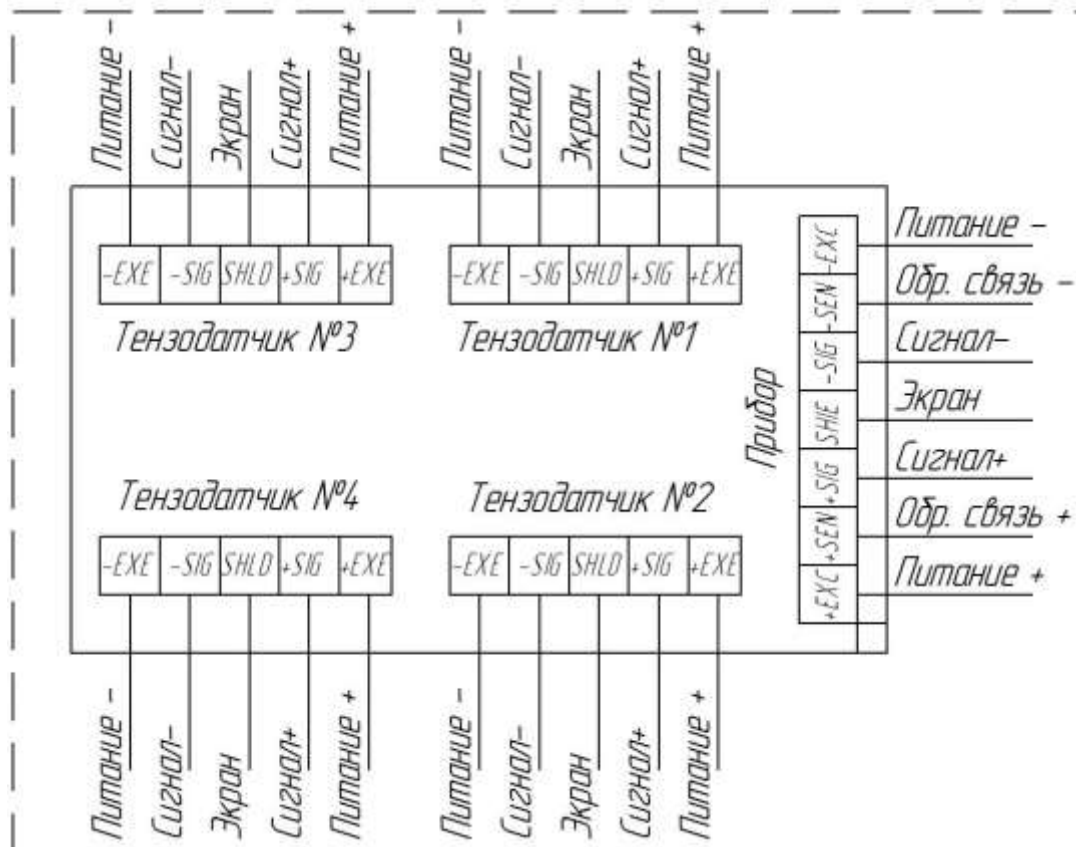 Питание -
Сигнал-
Экран
Сигнал+
Питание +
Питание -
Сигнал-
Экран
Сигнал+
Питание +
-EXE -SIG SHLD +SIG +EXE
Тензодатчик №3
-EXE -SIG SHLD +SIG +EXE
Тензодатчик №1
Прибор
-EXC
-SEN
-SIG
SHIE
+SIG
+SEN
+EXC
Питание -
Обр. связь -
Сигнал-
Экран
Сигнал+
Обр. связь +
Питание +
Тензодатчик №4
-EXE -SIG SHLD +SIG +EXE
Тензодатчик №2
-EXE -SIG SHLD +SIG +EXE
Питание -
Сигнал-
Экран
Сигнал+
Питание +
Питание -
Сигнал-
Экран
Сигнал+
Питание +